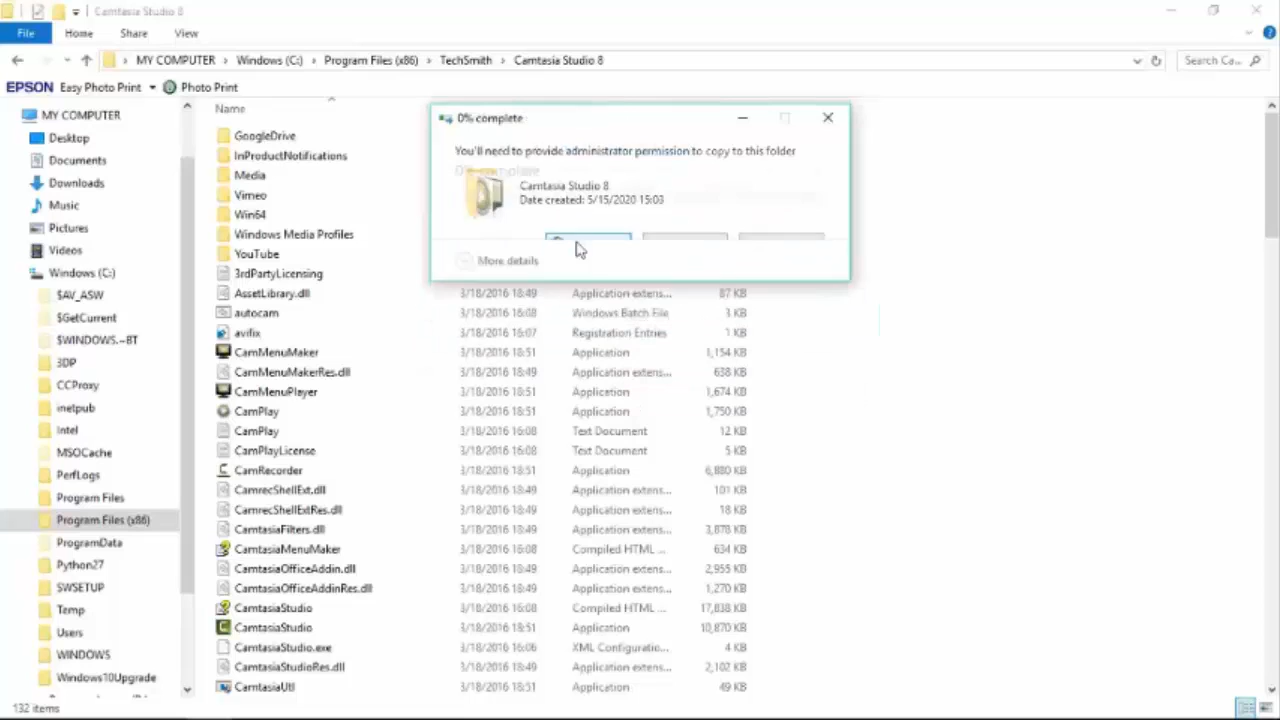 Camtasia Studio 8
File Home Share View
MY COMPUTER Windows (C:) Program Files (x86) TechSmith Camtasia Studio 8 Search Ca...
EPSON Easy Photo Print Photo Print
MY COMPUTER
Desktop
Documents
Downloads
Music
Pictures
Videos
Windows (C:)
$AV_ASW
$GetCurrent
$WINDOWS.~BT
3DP
CCProxy
inetpub
Intel
MSOCache
PerfLogs
Program Files
Program Files (x86)
ProgramData
Python27
SWSETUP
Temp
Users
WINDOWS
Windows10Upgrade
Name
GoogleDrive
InProductNotifications
Media
Vimeo
Win64
Windows Media Profiles
YouTube
3rdPartyLicensing
AssetLibrary.dll 3/18/2016 18:49 Application extens... 87 KB
autocam 3/18/2016 16:08 Windows Batch File 3 KB
avifix 3/18/2016 16:07 Registration Entries 1 KB
CamMenuMaker 3/18/2016 18:51 Application 1,154 KB
CamMenuMakerRes.dll 3/18/2016 18:49 Application extens... 638 KB
CamMenuPlayer 3/18/2016 18:51 Application 1,674 KB
CamPlay 3/18/2016 18:51 Application 1,750 KB
CamPlay 3/18/2016 16:08 Text Document 12 KB
CamPlayLicense 3/18/2016 16:08 Text Document 5 KB
CamRecorder 3/18/2016 18:51 Application 6,880 KB
CamrecShellExt.dll 3/18/2016 18:49 Application extens... 101 KB
CamrecShellExtRes.dll 3/18/2016 18:49 Application extens... 18 KB
CamtasiaFilters.dll 3/18/2016 18:49 Application extens... 3,878 KB
CamtasiaMenuMaker 3/18/2016 16:08 Compiled HTML ... 634 KB
CamtasiaOfficeAddin.dll 3/18/2016 18:49 Application extens... 2,955 KB
CamtasiaOfficeAddinRes.dll 3/18/2016 18:49 Application extens... 1,270 KB
CamtasiaStudio 3/18/2016 16:08 Compiled HTML ... 17,838 KB
CamtasiaStudio 3/18/2016 18:51 Application 10,870 KB
CamtasiaStudio.exe 3/18/2016 16:06 XML Configuratio... 4 KB
CamtasiaStudioRes.dll 3/18/2016 18:49 Application extens... 2,102 KB
CamtasiaUtl 3/18/2016 18:51 Application 49 KB
0% complete
You'll need to provide administrator permission to copy to this folder
0% complete
Camtasia Studio 8
Date created: 5/15/2020 15:03
More details
132 items